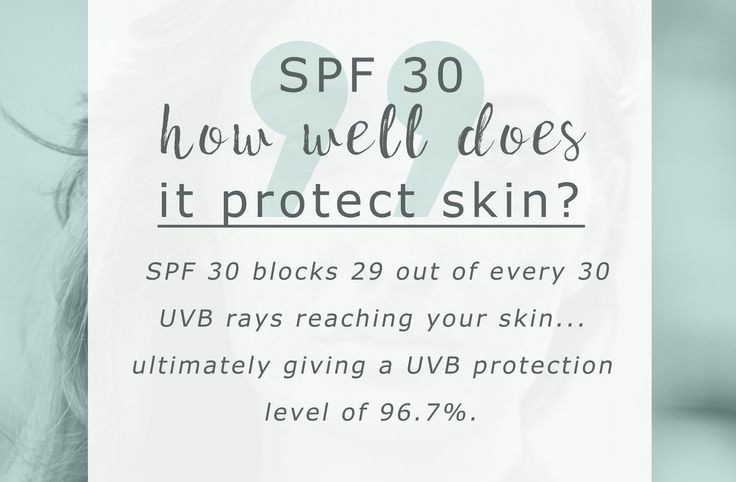 SPF 30
how well does
it protect skin?
SPF 30 blocks 29 out of every 30
UVB rays reaching your skin...
ultimately giving a UVB protection
level of 96.7%.